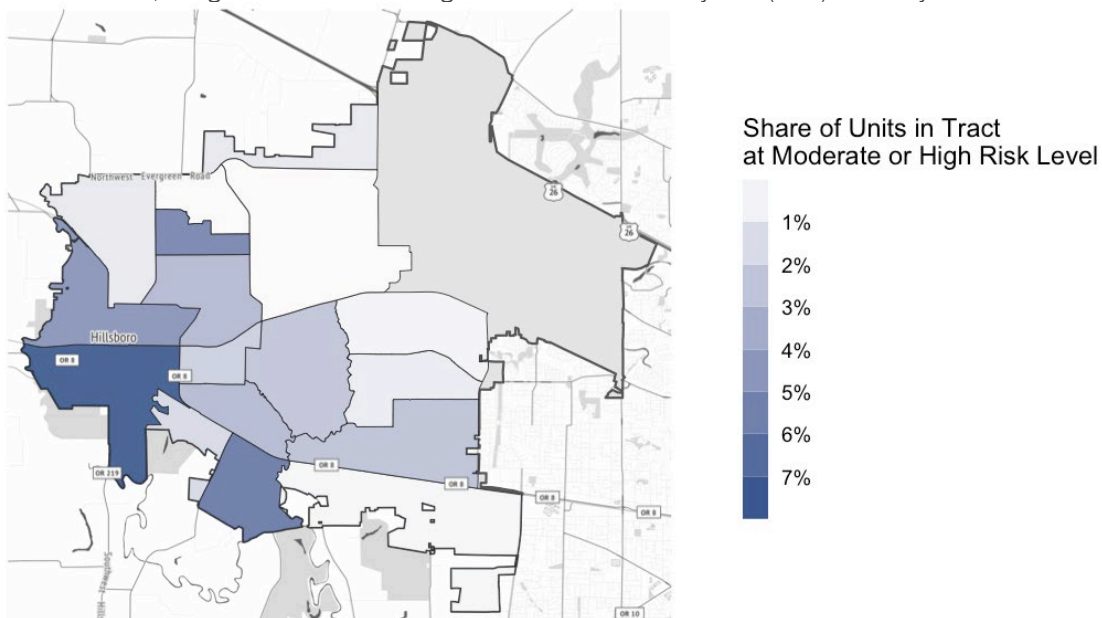 Share of Units in Tract
at Moderate or High Risk Level
1%
2%
3%
4%
5%
6%
7%
26
26
Northwest Evergreen Road
Hillsboro
OR 8
OR 8
OR 8
OR 8
OR 8
OR 8
OR 219
OR 10